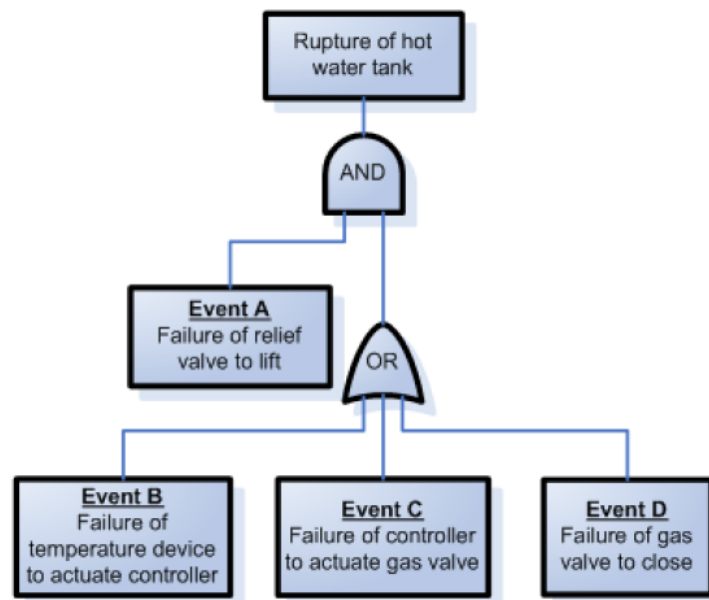 Rupture of hot
water tank
AND
Event A
Failure of relief
valve to lift
OR
Event B
Failure of
temperature device
to actuate controller
Event C
Failure of controller
to actuate gas valve
Event D
Failure of gas
valve to close